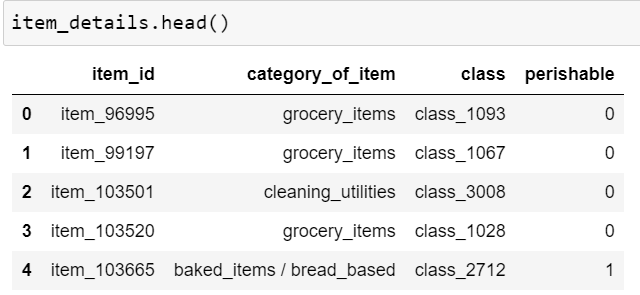 item_details.head()
item_id category_of_item class perishable
0 item_96995 grocery_items class_1093 0
1 item_99197 grocery_items class_1067 0
2 item_103501 cleaning_utilities class_3008 0
3 item_103520 grocery_items class_1028 0
4 item_103665 baked_items / bread_based class_2712 1